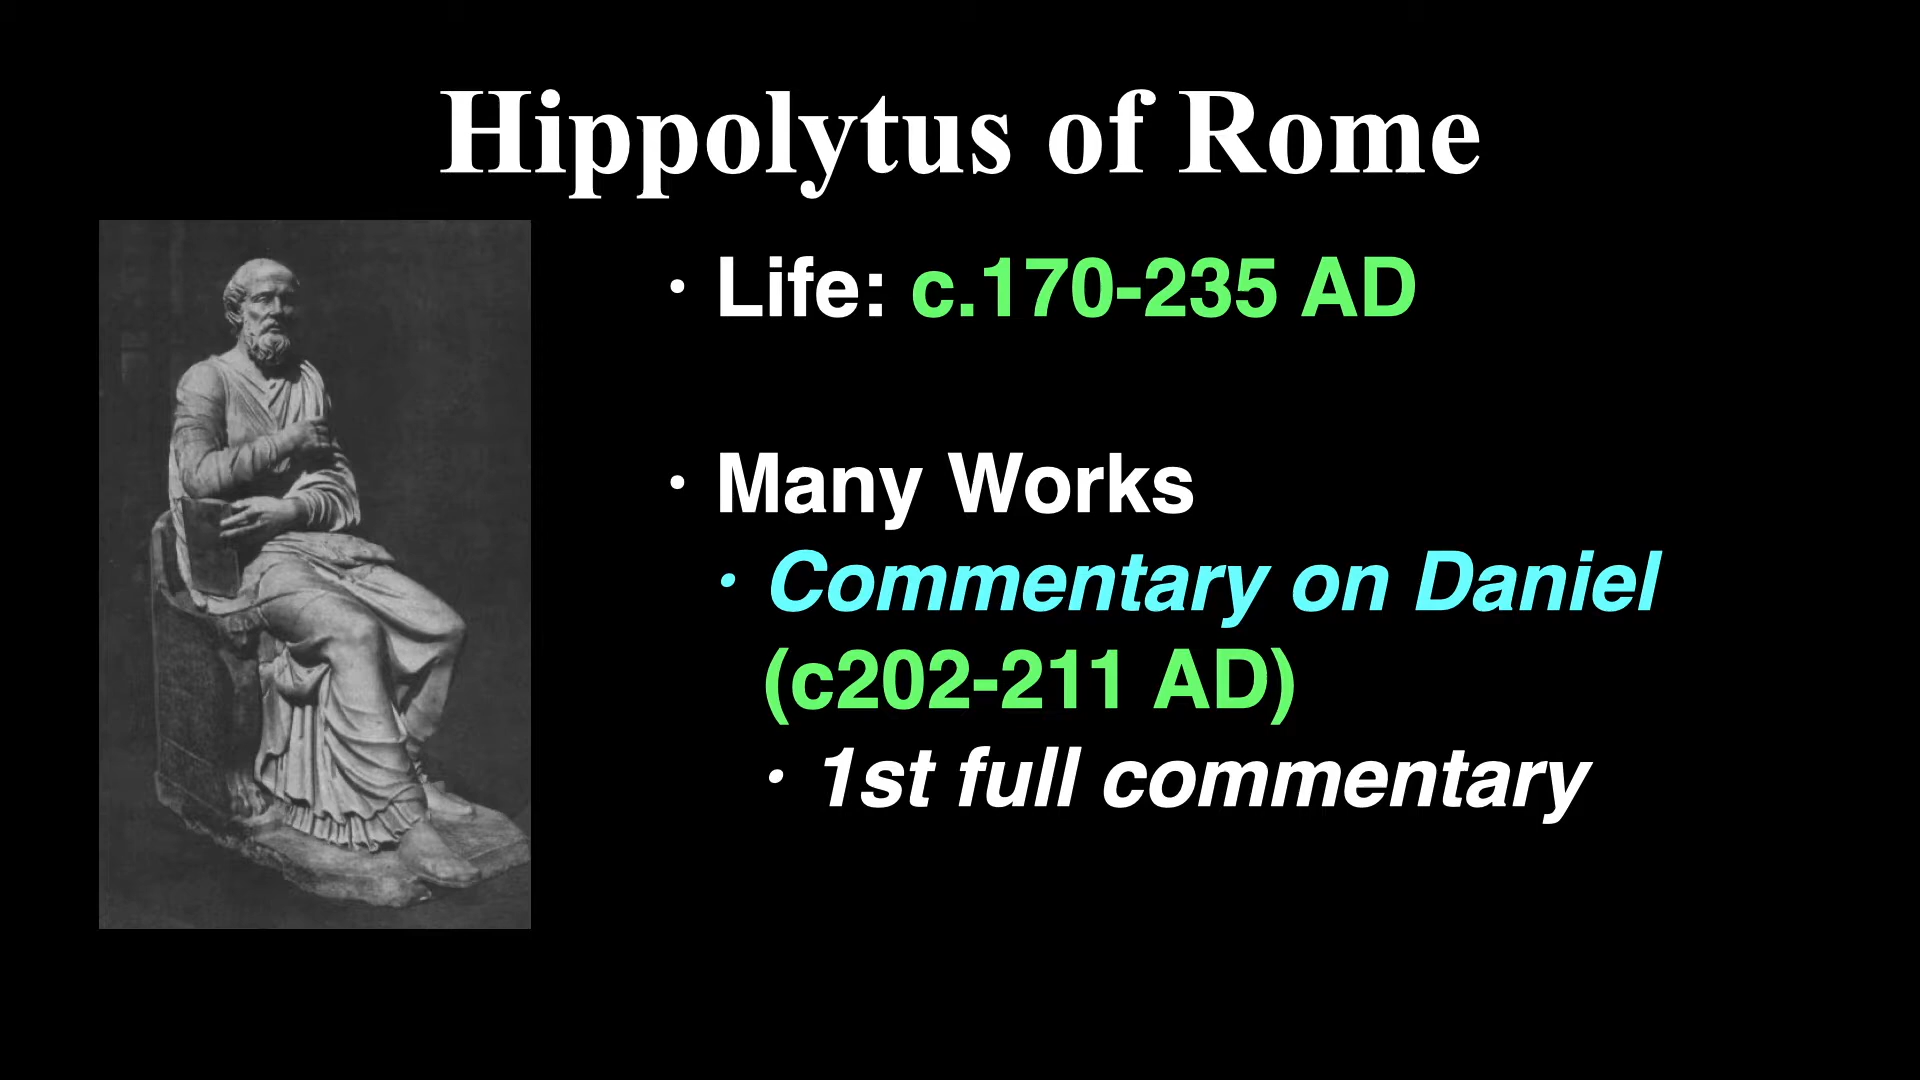 Hippolytus of Rome
• Life: c.170-235 AD
• Many Works
• Commentary on Daniel
(c202-211 AD)
• 1st full commentary